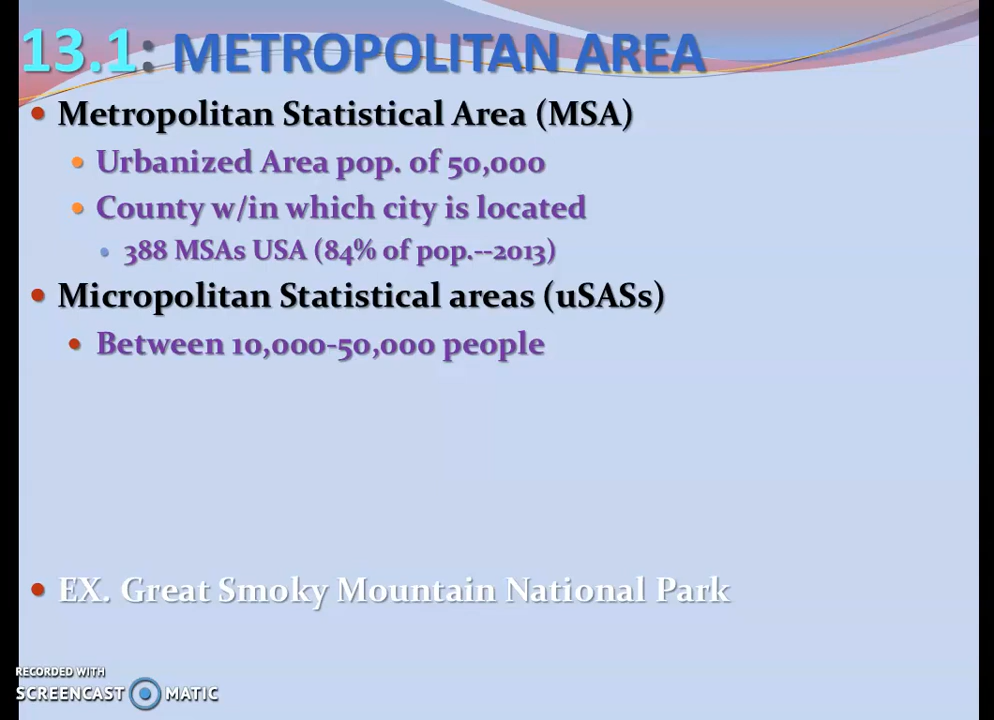 13.1: METROPOLITAN AREA
Metropolitan Statistical Area (MSA)
Urbanized Area pop. of 50,000
County w/in which city is located
388 MSAs USA (84% of pop.--2013)
Micropolitan Statistical areas (uSASs)
Between 10,000-50,000 people
EX. Great Smoky Mountain National Park
RECORDED WITH
SCREENCAST MATIC